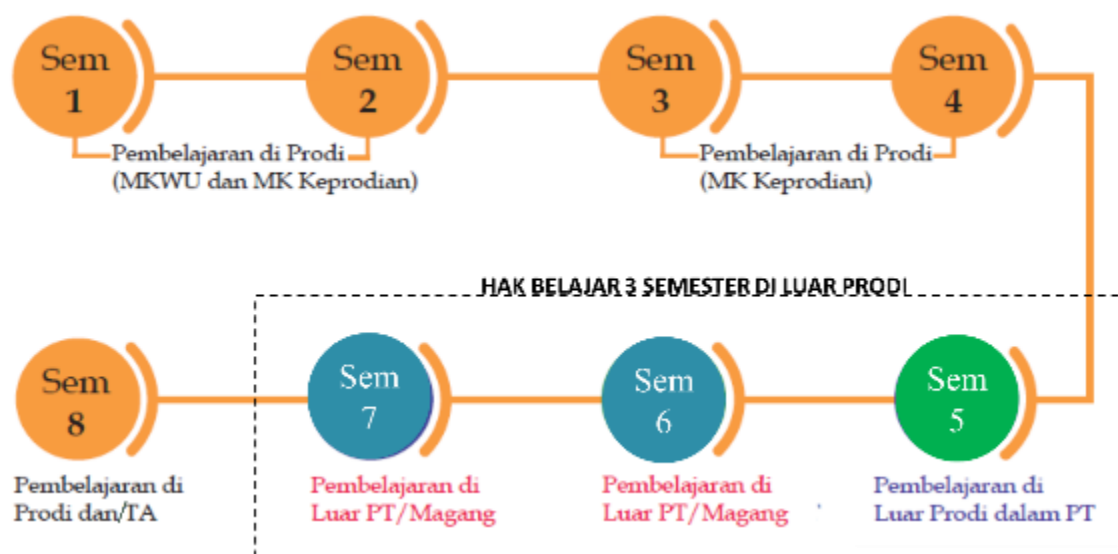 Sem
1
Sem
2
Sem
3
Sem
4
Pembelajaran di Prodi
(MKWU dan MK Keprodian)
Pembelajaran di Prodi
(MK Keprodian)
HAK BELAJAR 3 SEMESTER DI LUAR PRODI
Sem
8
Sem
7
Sem
6
Sem
5
Pembelajaran di
Prodi dan/TA
Pembelajaran di
Luar PT/Magang
Pembelajaran di
Luar PT/Magang
Pembelajaran di
Luar Prodi dalam PT